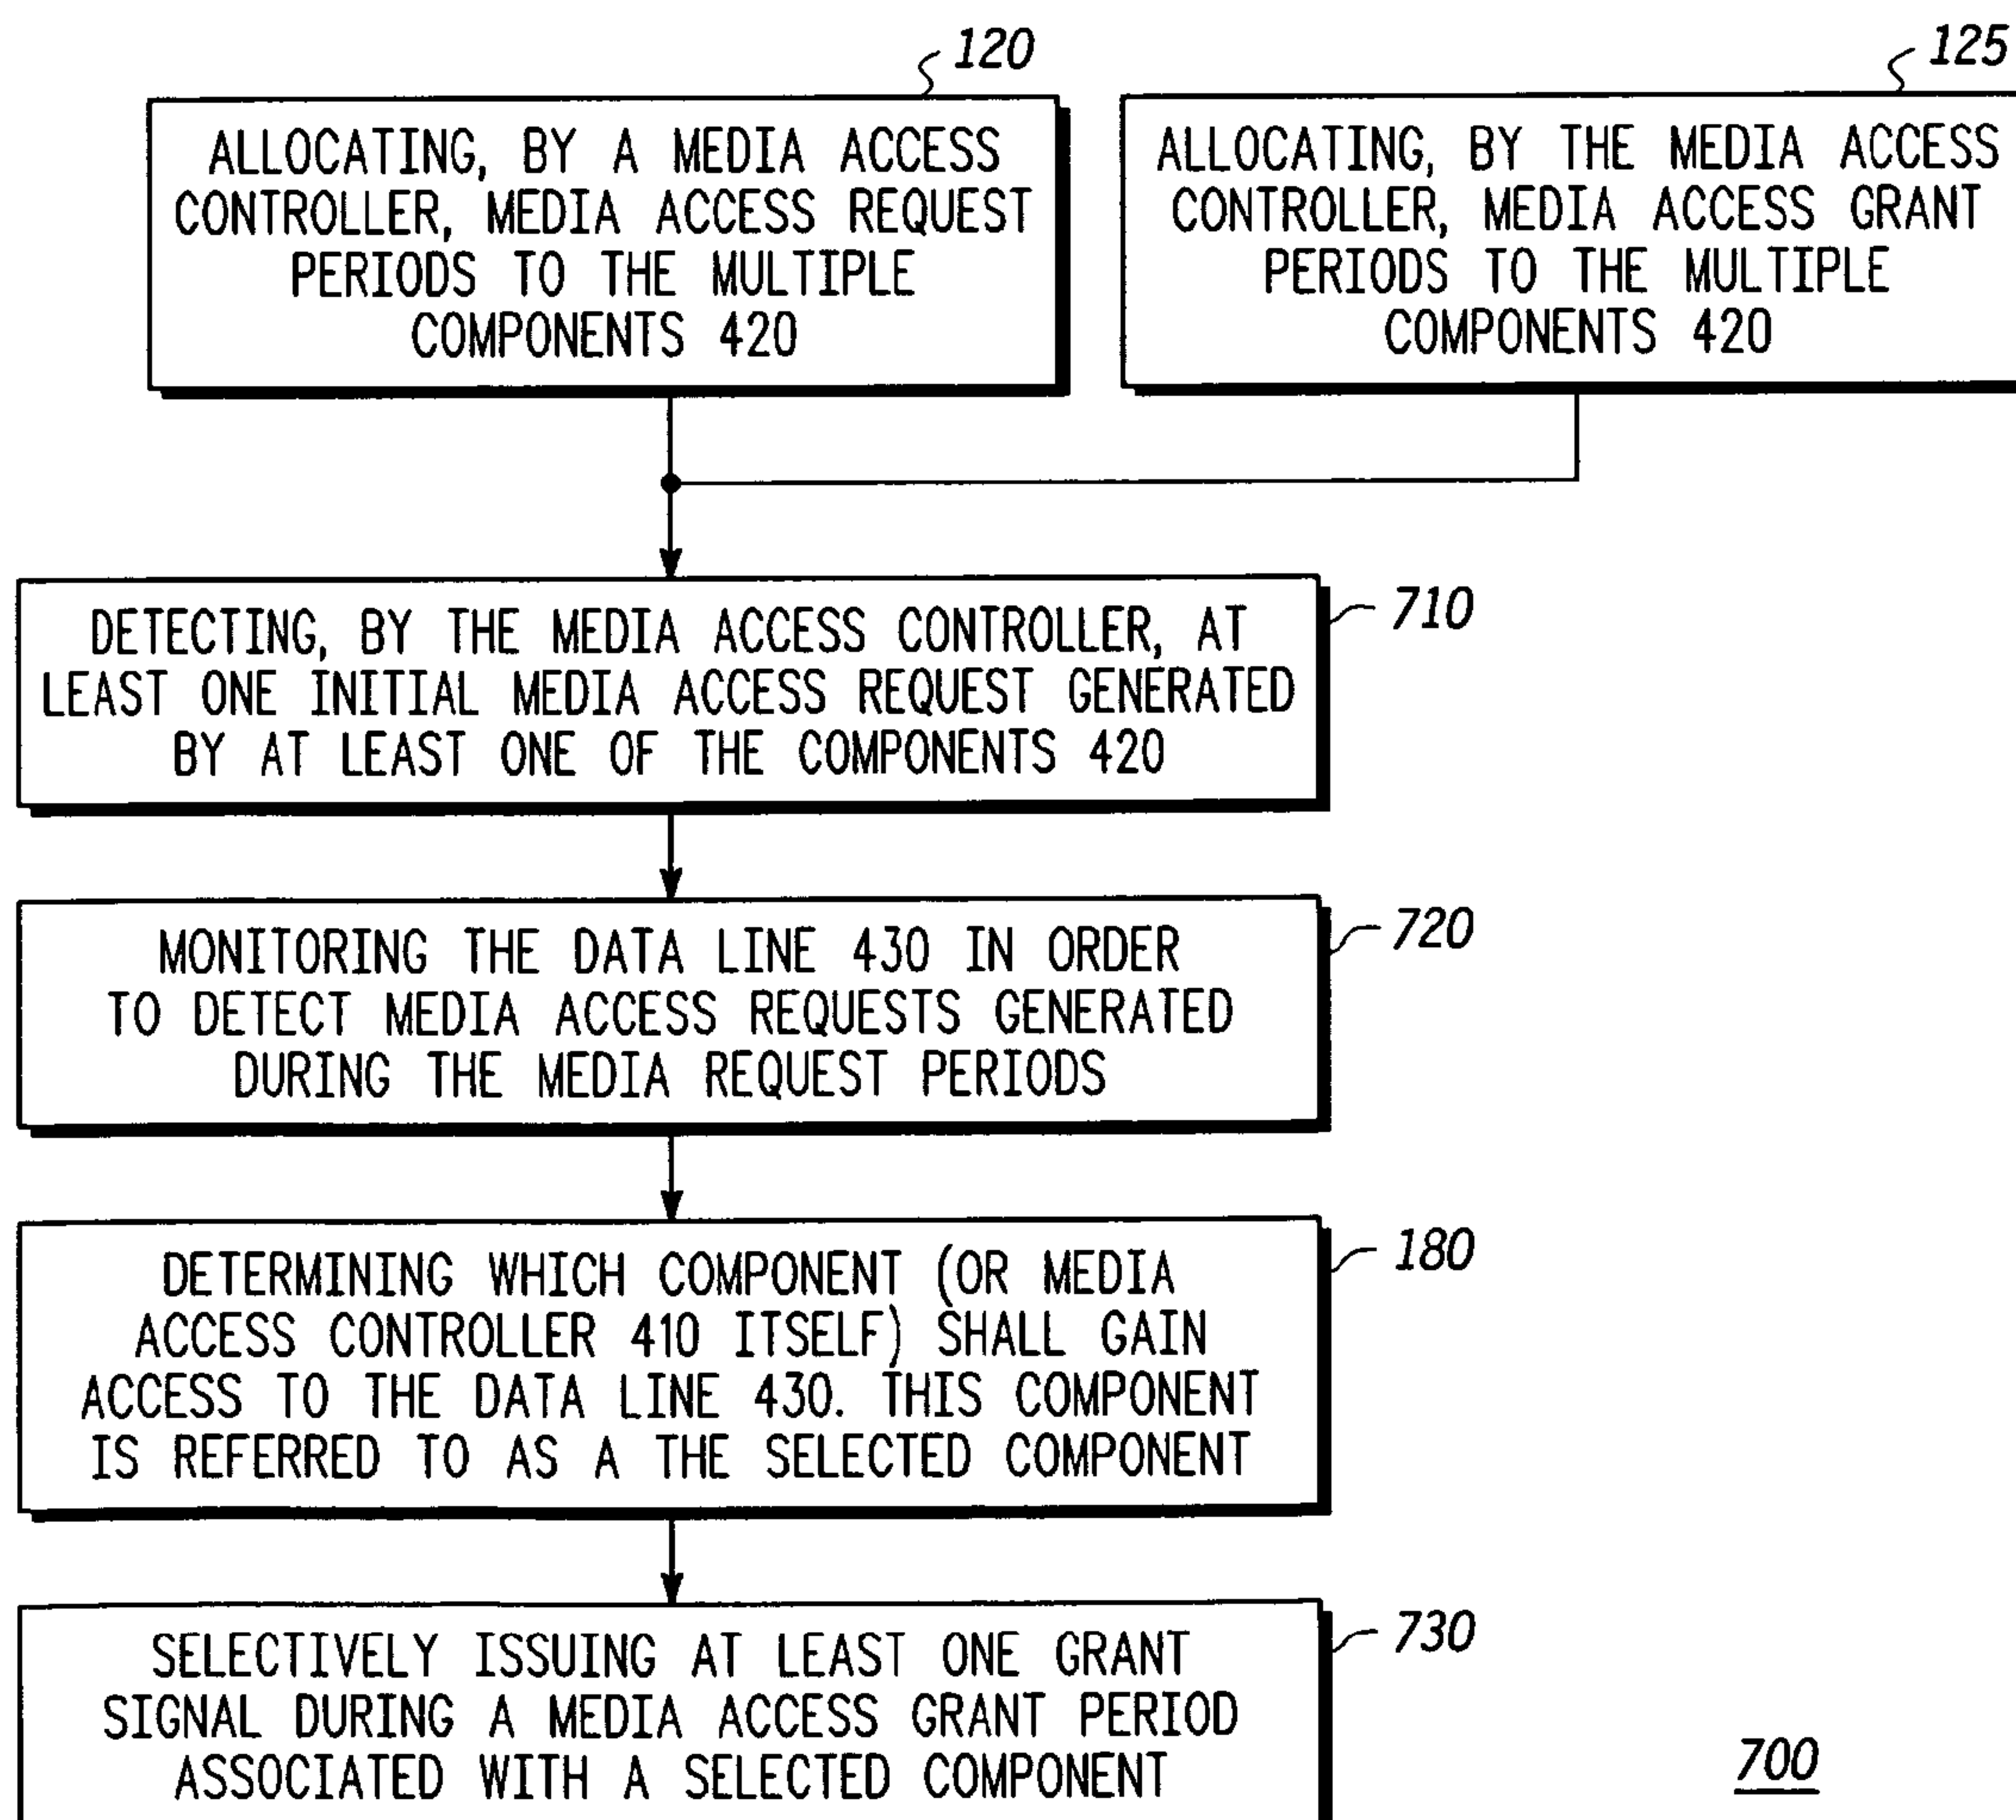 120
ALLOCATING, BY A MEDIA ACCESS
CONTROLLER, MEDIA ACCESS REQUEST
PERIODS TO THE MULTIPLE
COMPONENTS 420
125
ALLOCATING, BY THE MEDIA ACCESS
CONTROLLER, MEDIA ACCESS GRANT
PERIODS TO THE MULTIPLE
COMPONENTS 420
710
DETECTING, BY THE MEDIA ACCESS CONTROLLER, AT
LEAST ONE INITIAL MEDIA ACCESS REQUEST GENERATED
BY AT LEAST ONE OF THE COMPONENTS 420
720
MONITORING THE DATA LINE 430 IN ORDER
TO DETECT MEDIA ACCESS REQUESTS GENERATED
DURING THE MEDIA REQUEST PERIODS
180
DETERMINING WHICH COMPONENT (OR MEDIA
ACCESS CONTROLLER 410 ITSELF) SHALL GAIN
ACCESS TO THE DATA LINE 430. THIS COMPONENT
IS REFERRED TO AS A THE SELECTED COMPONENT
730
SELECTIVELY ISSUING AT LEAST ONE GRANT
SIGNAL DURING A MEDIA ACCESS GRANT PERIOD
ASSOCIATED WITH A SELECTED COMPONENT
700